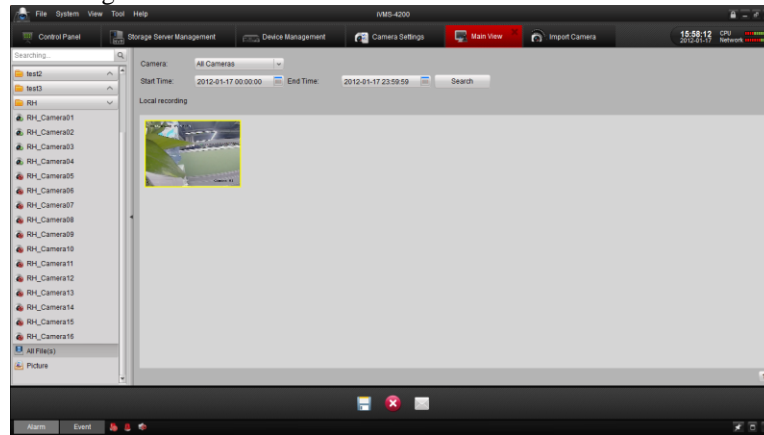 File System View Tool Help
iVMS-4200
Control Panel
Storage Server Management
Device Management
Camera Settings
Main View
Import Camera
15:58:12
2012-01-17
CPU
Network
Searching...
test2
test3
RH
RH_Camera01
RH_Camera02
RH_Camera03
RH_Camera04
RH_Camera05
RH_Camera06
RH_Camera07
RH_Camera08
RH_Camera09
RH_Camera10
RH_Camera11
RH_Camera12
RH_Camera13
RH_Camera14
RH_Camera15
RH_Camera16
All File(s)
Picture
Camera: All Cameras
Start Time: 2012-01-17 00:00:00 End Time: 2012-01-17 23:59:59 Search
Local recording
Camera 01
Alarm Event